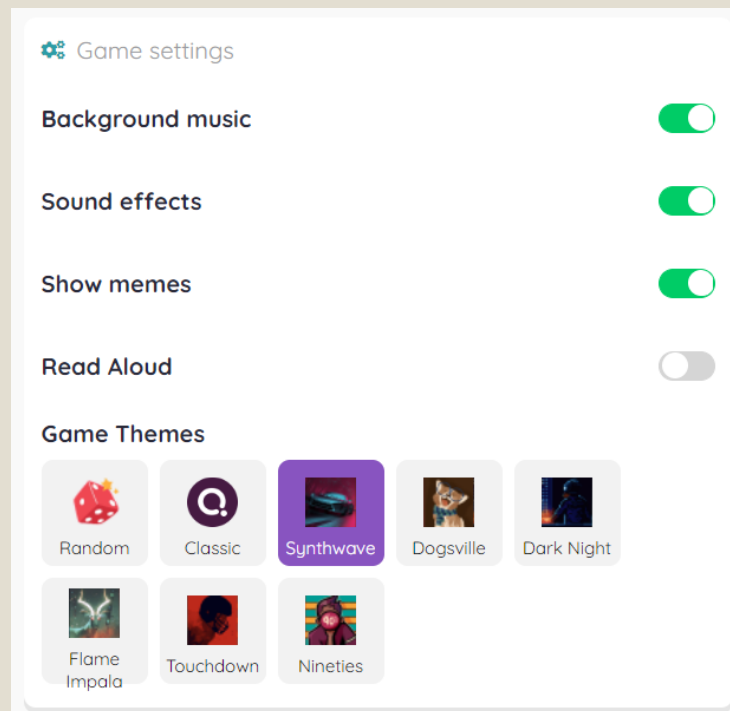 Game settings
Background music
Sound effects
Show memes
Read Aloud
Game Themes
Random Classic Synthwave Dogsville Dark Night
Flame
Impala Touchdown Nineties